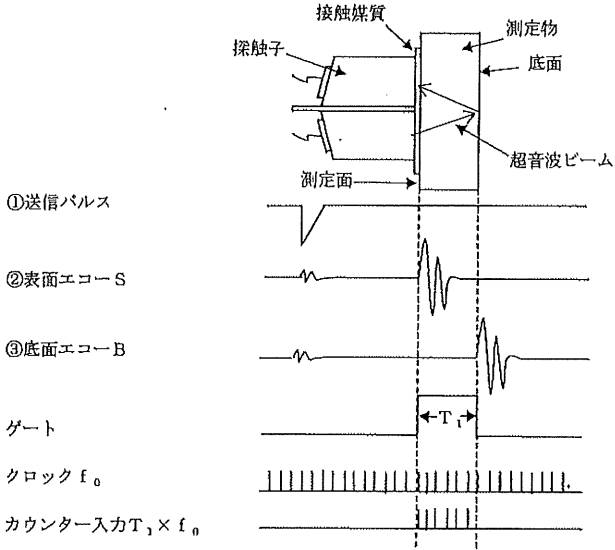 接触媒質
測定物
探触子
底面
超音波ビーム
測定面
①送信パルス
②表面エコーS
③底面エコーB
ゲート
T₁
クロックf₀
カウンター入力T₁×f₀